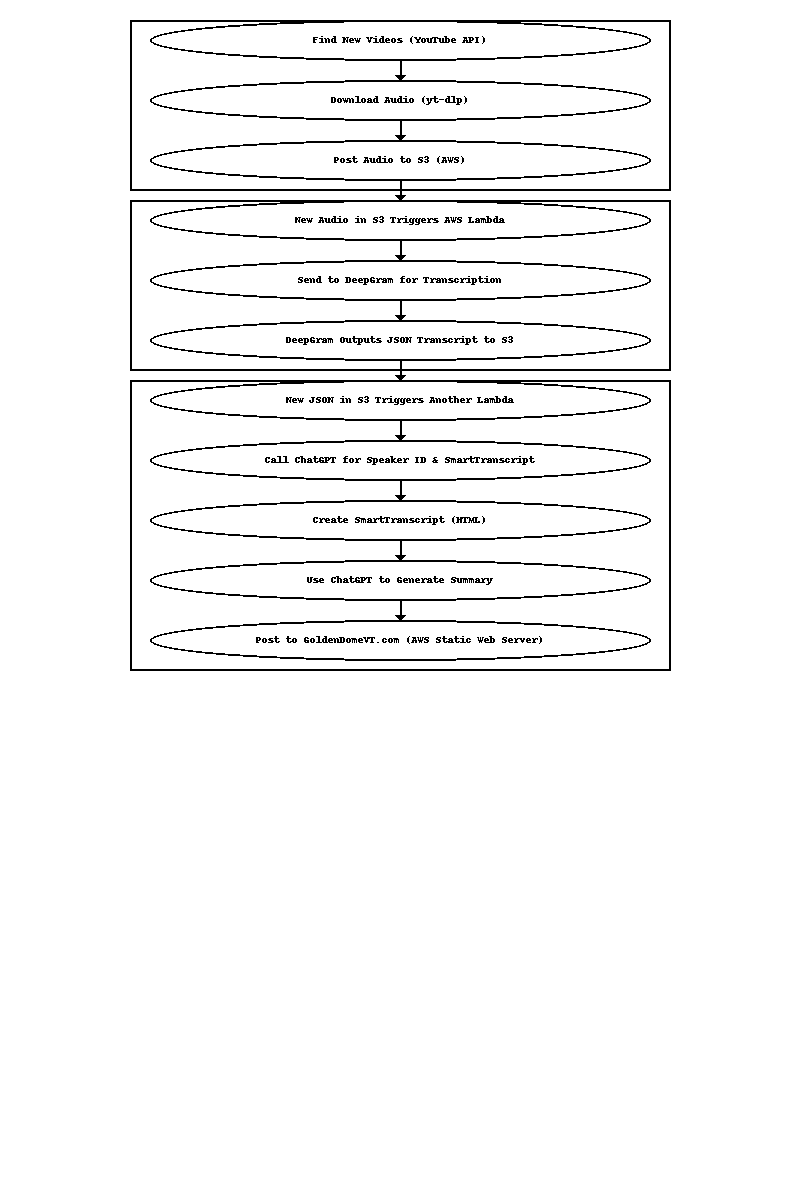 Find New Videos (YouTube API)
Download Audio (yt-dlp)
Post Audio to S3 (AWS)
New Audio in S3 Triggers AWS Lambda
Send to DeepGram for Transcription
DeepGram Outputs JSON Transcript to S3
New JSON in S3 Triggers Another Lambda
Call ChatGPT for Speaker ID & SmartTranscript
Create SmartTranscript (HTML)
Use ChatGPT to Generate Summary
Post to GoldenDomeVT.com (AWS Static Web Server)